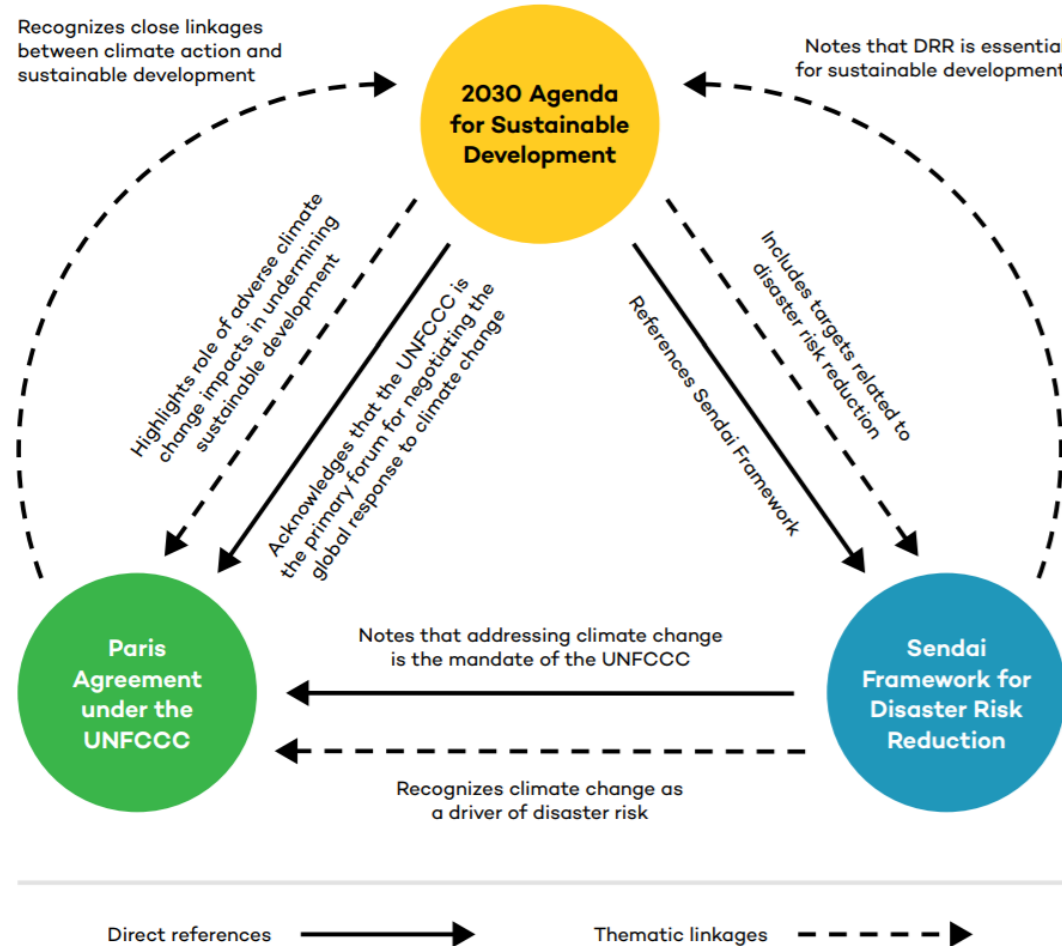 Recognizes close linkages
between climate action and
sustainable development
Notes that DRR is essential
for sustainable development
2030 Agenda
for Sustainable
Development
Highlights role of adverse climate
change impacts in undermining
sustainable development
Acknowledges that the UNFCCC is
the primary forum for negotiating the
global response to climate change
References Sendai Framework
Includes targets related to
disaster risk reduction
Paris
Agreement
under the
UNFCCC
Notes that addressing climate change
is the mandate of the UNFCCC
Recognizes climate change as
a driver of disaster risk
Sendai
Framework for
Disaster Risk
Reduction
Direct references
Thematic linkages